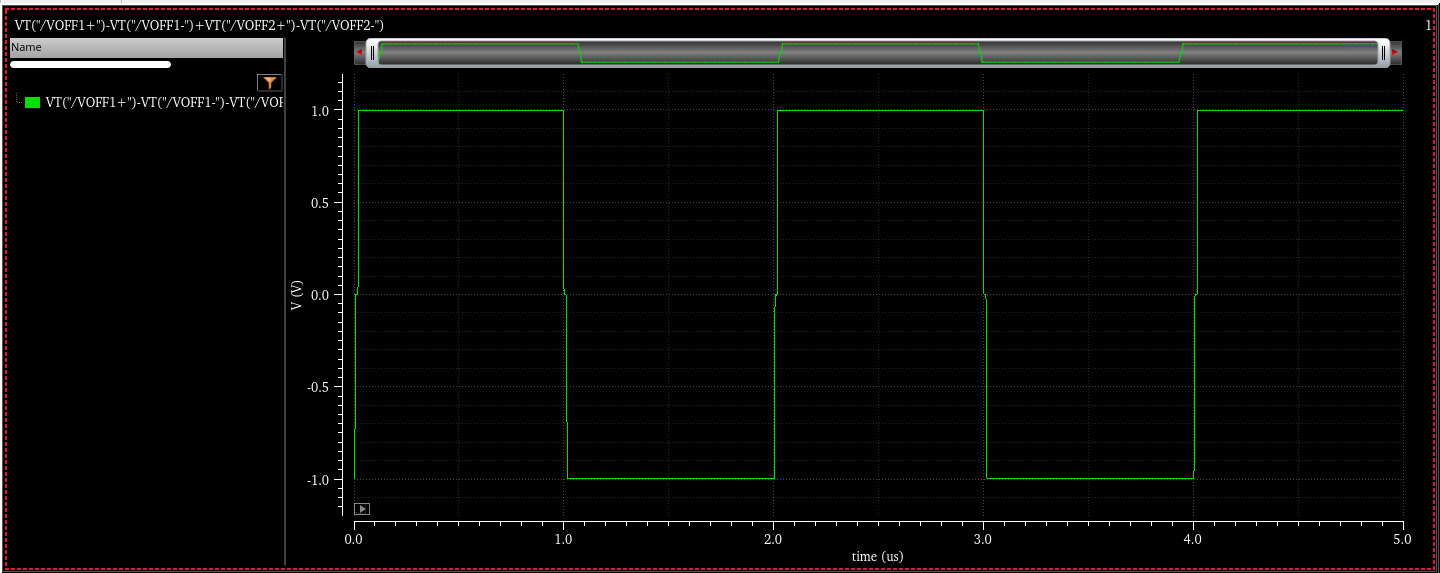 VT("/VOFF1+")-VT("/VOFF1-")+VT("/VOFF2+")-VT("/VOFF2-")
1
Name
VT("/VOFF1+")-VT("/VOFF1-")-VT("/VOF
1.0
0.5
0.0
-0.5
-1.0
V (V)
0.0 1.0 2.0 3.0 4.0 5.0
time (us)